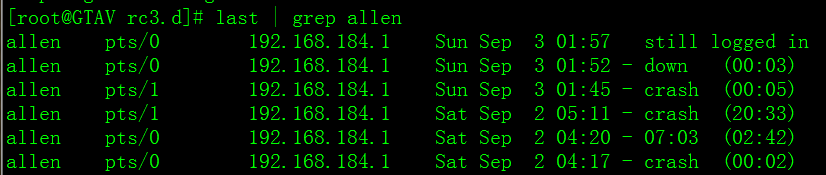 [root@GTAV rc3.d]# last | grep allen
allen    pts/0        192.168.184.1    Sun Sep  3 01:57   still logged in
allen    pts/0        192.168.184.1    Sun Sep  3 01:52 - down   (00:03)
allen    pts/1        192.168.184.1    Sun Sep  3 01:45 - crash  (00:05)
allen    pts/1        192.168.184.1    Sat Sep  2 05:11 - crash  (20:33)
allen    pts/0        192.168.184.1    Sat Sep  2 04:20 - 07:03  (02:42)
allen    pts/0        192.168.184.1    Sat Sep  2 04:17 - crash  (00:02)